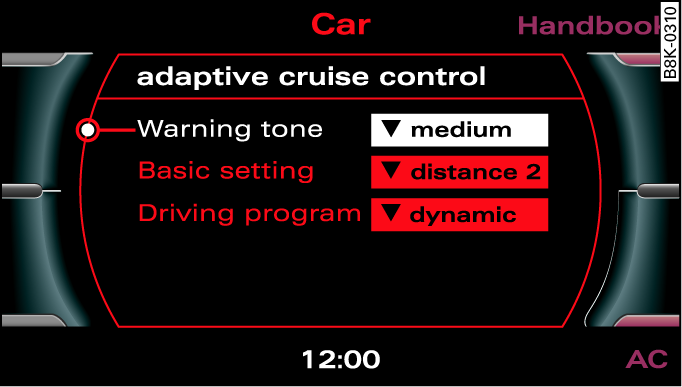 Car
Handbook
B8K-0310
adaptive cruise control
Warning tone ▼ medium
Basic setting ▼ distance 2
Driving program ▼ dynamic
12:00
AC